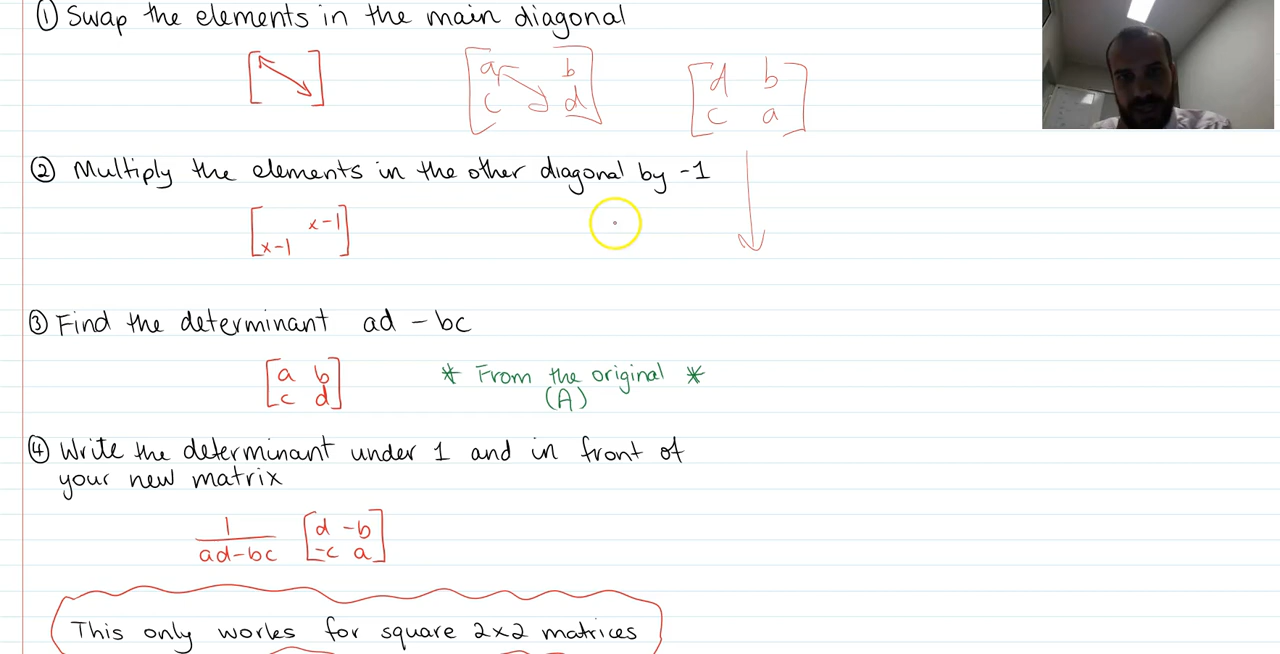 ① Swap the elements in the main diagonal
a b
c d
d b
c a
② Multiply the elements in the other diagonal by -1
x-1
x-1
③ Find the determinant ad - bc
a b
c d
* From the original *
(A)
④ Write the determinant under 1 and in front of
your new matrix
1
ad-bc
d -b
-c a
This only works for square 2x2 matrices